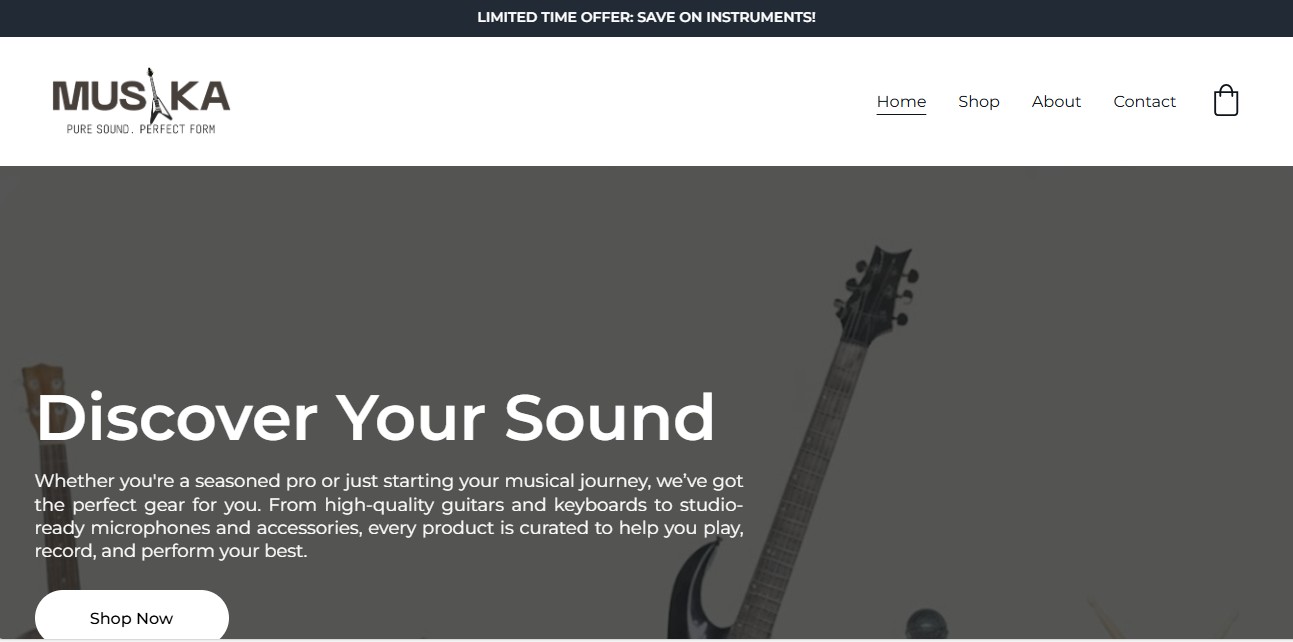 LIMITED TIME OFFER: SAVE ON INSTRUMENTS!
MUSIKA
PURE SOUND. PERFECT FORM
Home Shop About Contact
Discover Your Sound
Whether you're a seasoned pro or just starting your musical journey, we’ve got
the perfect gear for you. From high-quality guitars and keyboards to studio-
ready microphones and accessories, every product is curated to help you play,
record, and perform your best.
Shop Now